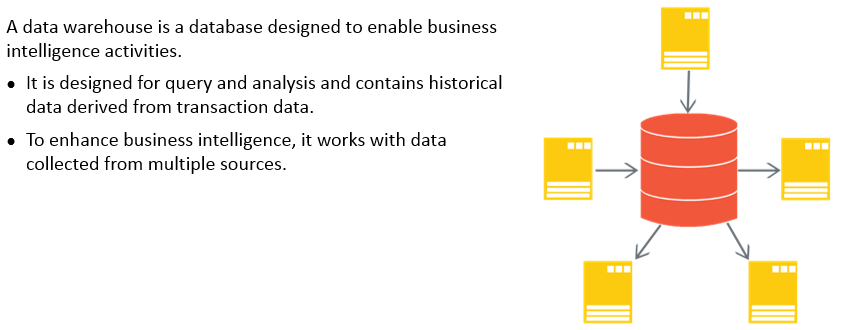 A data warehouse is a database designed to enable business
intelligence activities.
● It is designed for query and analysis and contains historical
data derived from transaction data.
● To enhance business intelligence, it works with data
collected from multiple sources.